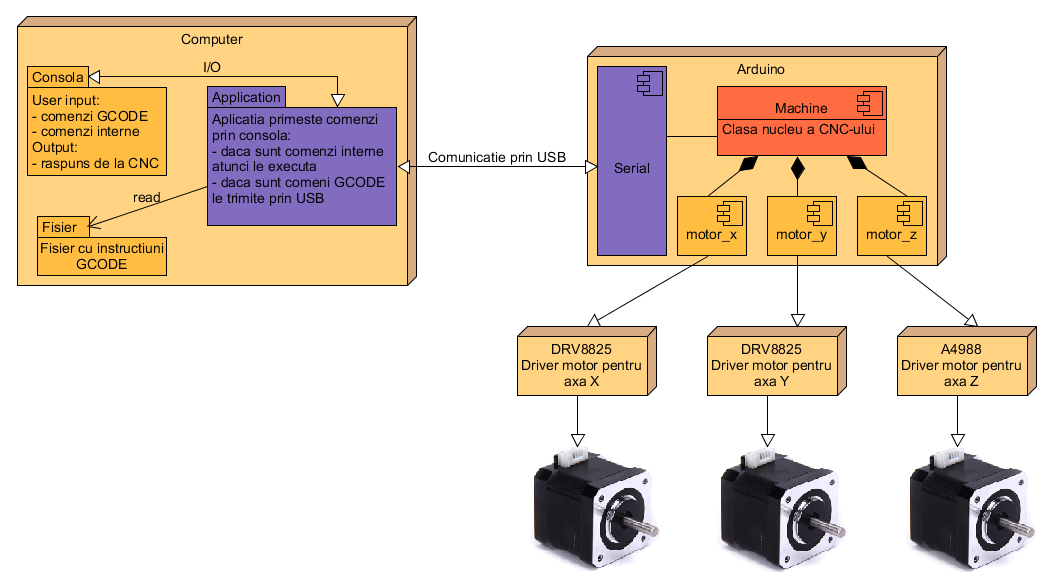 Computer
I/O
Consola
User input:
- comenzi GCODE
- comenzi interne
Output:
- raspuns de la CNC
Application
Aplicatia primeste comenzi
prin consola:
- daca sunt comenzi interne
atunci le executa
- daca sunt comeni GCODE
le trimite prin USB
read
Fisier
Fisier cu instructiuni
GCODE
Comunicatie prin USB
Arduino
Serial
Machine
Clasa nucleu a CNC-ului
motor_x
motor_y
motor_z
DRV8825
Driver motor pentru
axa X
DRV8825
Driver motor pentru
axa Y
A4988
Driver motor pentru
axa Z